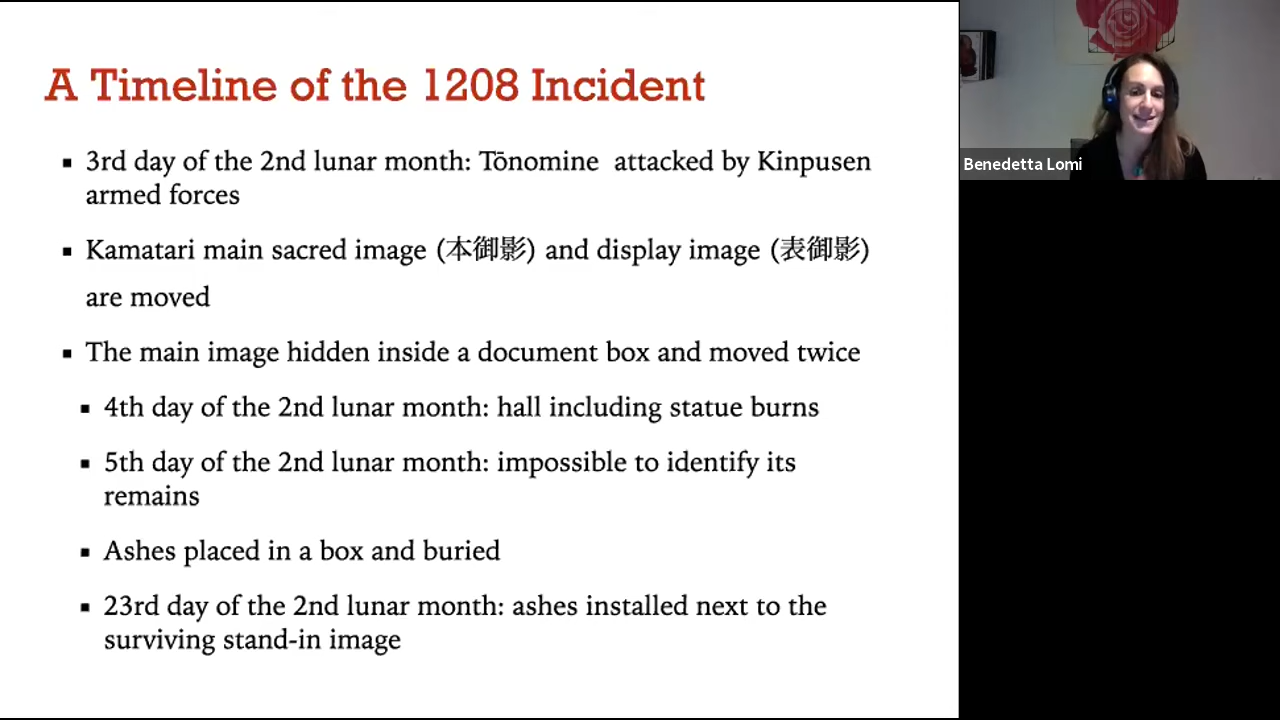 A Timeline of the 1208 Incident
▪ 3rd day of the 2nd lunar month: Tōnomine attacked by Kinpusen
armed forces
▪ Kamatari main sacred image (本御影) and display image (表御影)
are moved
▪ The main image hidden inside a document box and moved twice
▪ 4th day of the 2nd lunar month: hall including statue burns
▪ 5th day of the 2nd lunar month: impossible to identify its
remains
▪ Ashes placed in a box and buried
▪ 23rd day of the 2nd lunar month: ashes installed next to the
surviving stand-in image
Benedetta Lomi